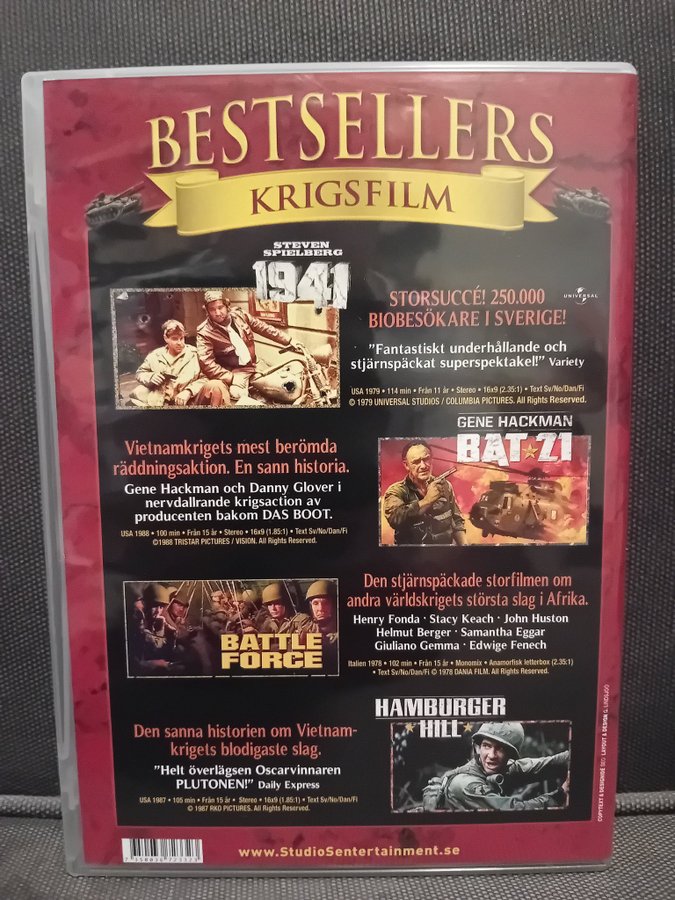 BESTSELLERS
KRIGSFILM
STEVEN
SPIELBERG
1941
STORSUCCÉ! 250.000
BIOBESÖKARE I SVERIGE!
UNIVERSAL
”Fantastiskt underhållande och
stjärnspäckat superspektakel!” Variety
USA 1979 • 114 min • Från 11 år • Stereo • 16x9 (2.35:1) • Text Sv/No/Dan/Fi
© 1979 UNIVERSAL STUDIOS / COLUMBIA PICTURES. All Rights Reserved.
GENE HACKMAN
BAT★21
Vietnamkrigets mest berömda
räddningsaktion. En sann historia.
Gene Hackman och Danny Glover i
nervdallrande krigsaction av
producenten bakom DAS BOOT.
USA 1988 • 100 min • Från 15 år • Stereo • 16x9 (1.85:1) • Text Sv/No/Dan/Fi
©1988 TRISTAR PICTURES / VISION. All Rights Reserved.
BATTLE
FORCE
Den stjärnspäckade storfilmen om
andra världskrigets största slag i Afrika.
Henry Fonda · Stacy Keach · John Huston
Helmut Berger · Samantha Eggar
Giuliano Gemma · Edwige Fenech
Italien 1978 • 102 min • Från 15 år • Monomix • Anamorfisk letterbox (2.35:1)
• Text Sv/No/Dan/Fi © 1978 DANIA FILM. All Rights Reserved.
HAMBURGER
★HILL★
Den sanna historien om Vietnam-
krigets blodigaste slag.
”Helt överlägsen Oscarvinnaren
PLUTONEN!” Daily Express
USA 1987 • 105 min • Från 15 år • Stereo • 16x9 (1.85:1) • Text Sv/No/Dan/Fi
© 1987 RKO PICTURES. All Rights Reserved.
www.StudioSentertainment.se